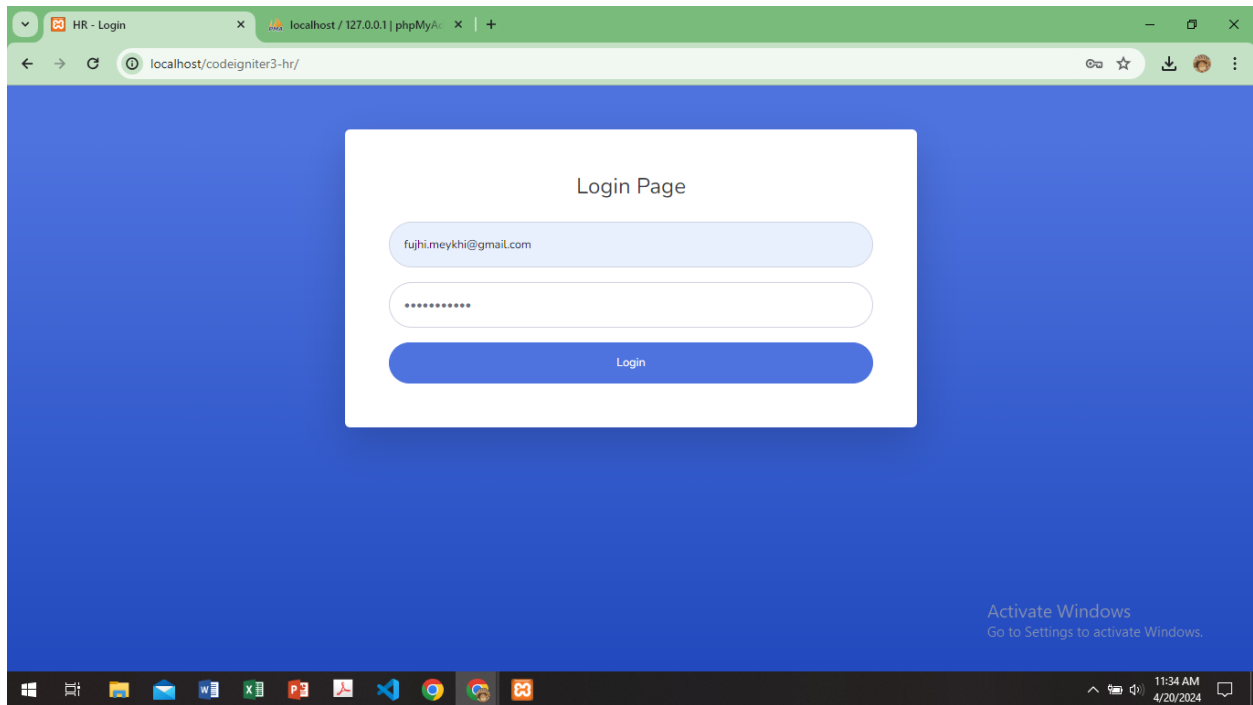 HR - Login
localhost / 127.0.0.1 | phpMyAc
localhost/codeigniter3-hr/
Login Page
fujhi.meykhi@gmail.com
•••••••••••
Login
Activate Windows
Go to Settings to activate Windows.
11:34 AM
4/20/2024